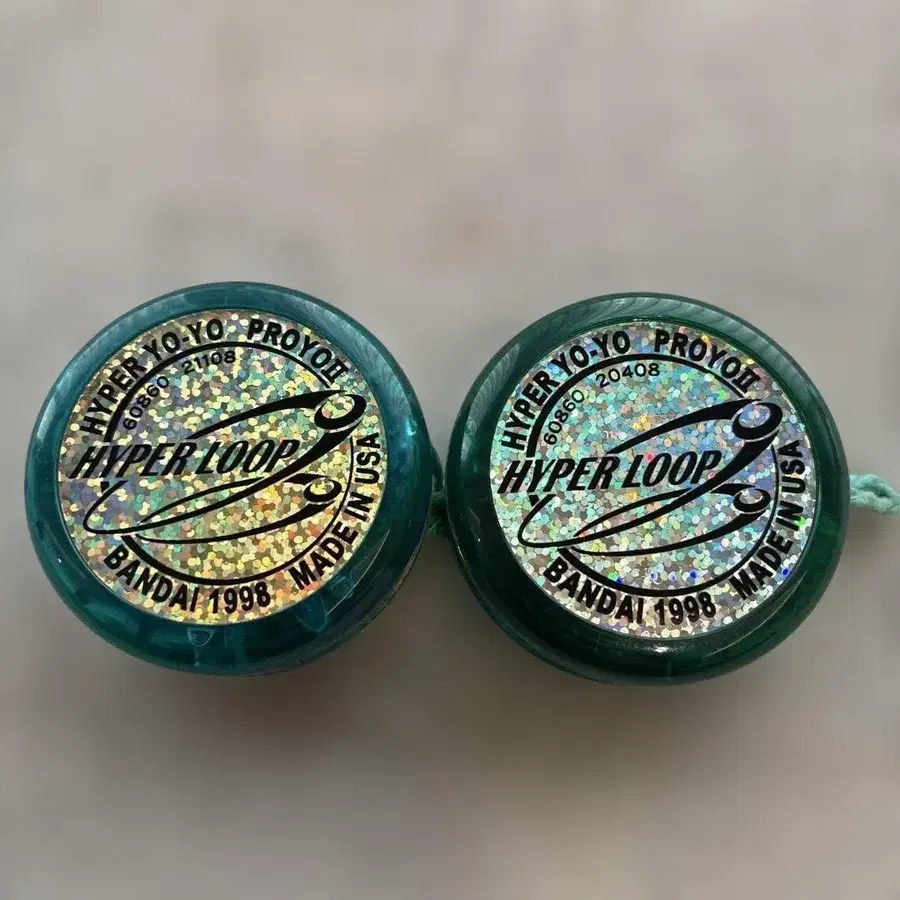 HYPER YO-YO PROYOII
60860 21108
HYPER LOOP
BANDAI 1998 MADE IN USA
HYPER YO-YO PROYOII
60860 20408
HYPER LOOP
BANDAI 1998 MADE IN USA